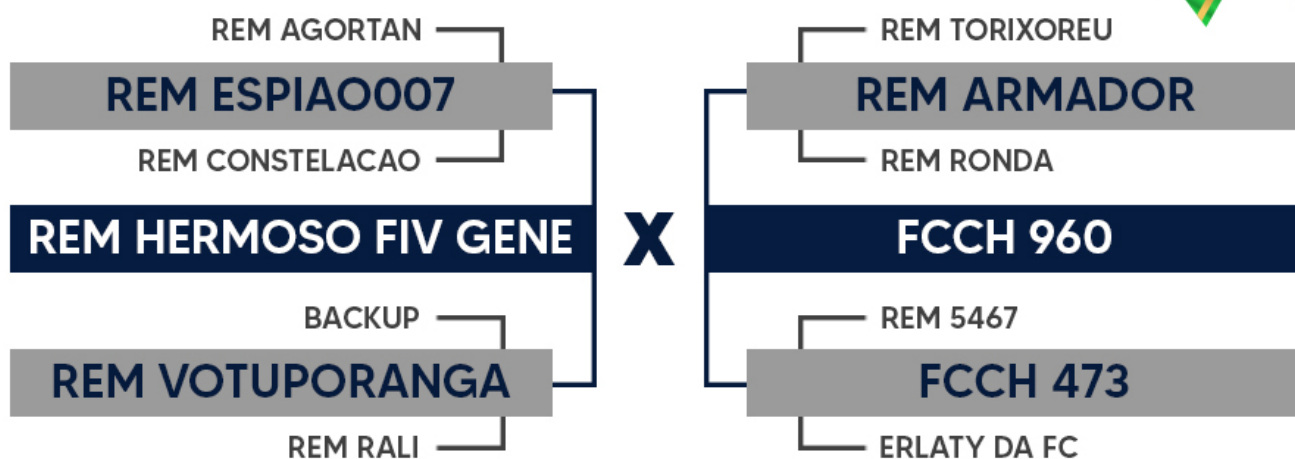 REM AGORTAN
REM ESPIAO007
REM CONSTELACAO
REM HERMOSO FIV GENE
BACKUP
REM VOTUPORANGA
REM RALI
X
REM TORIXOREU
REM ARMADOR
REM RONDA
FCCH 960
REM 5467
FCCH 473
ERLATY DA FC